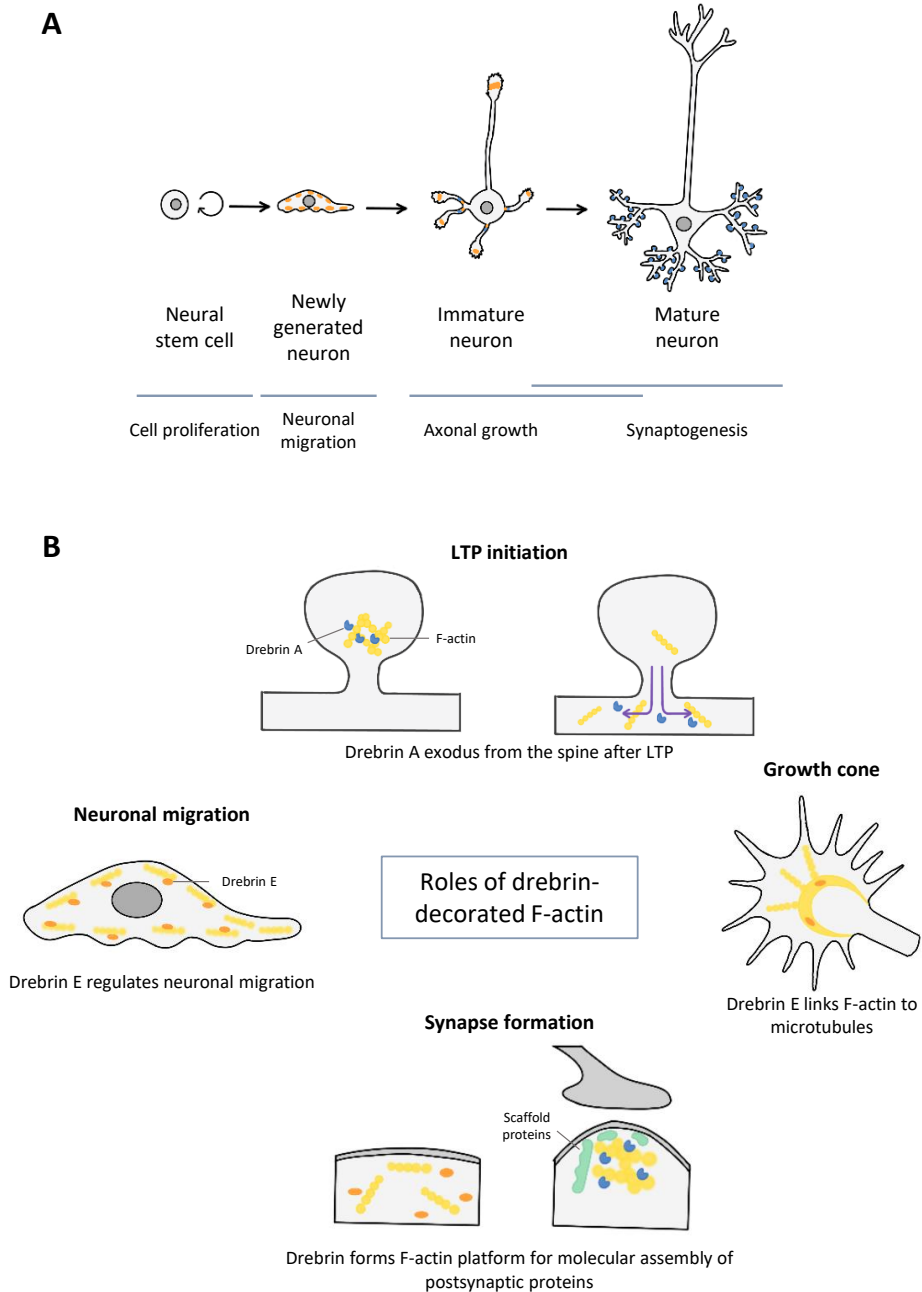 A
Neural
stem cell
Newly
generated
neuron
Immature
neuron
Mature
neuron
Cell proliferation
Neuronal
migration
Axonal growth
Synaptogenesis
B
LTP initiation
Drebrin A
F-actin
Drebrin A exodus from the spine after LTP
Growth cone
Neuronal migration
Drebrin E
Roles of drebrin-
decorated F-actin
Drebrin E regulates neuronal migration
Drebrin E links F-actin to
microtubules
Synapse formation
Scaffold
proteins
Drebrin forms F-actin platform for molecular assembly of
postsynaptic proteins